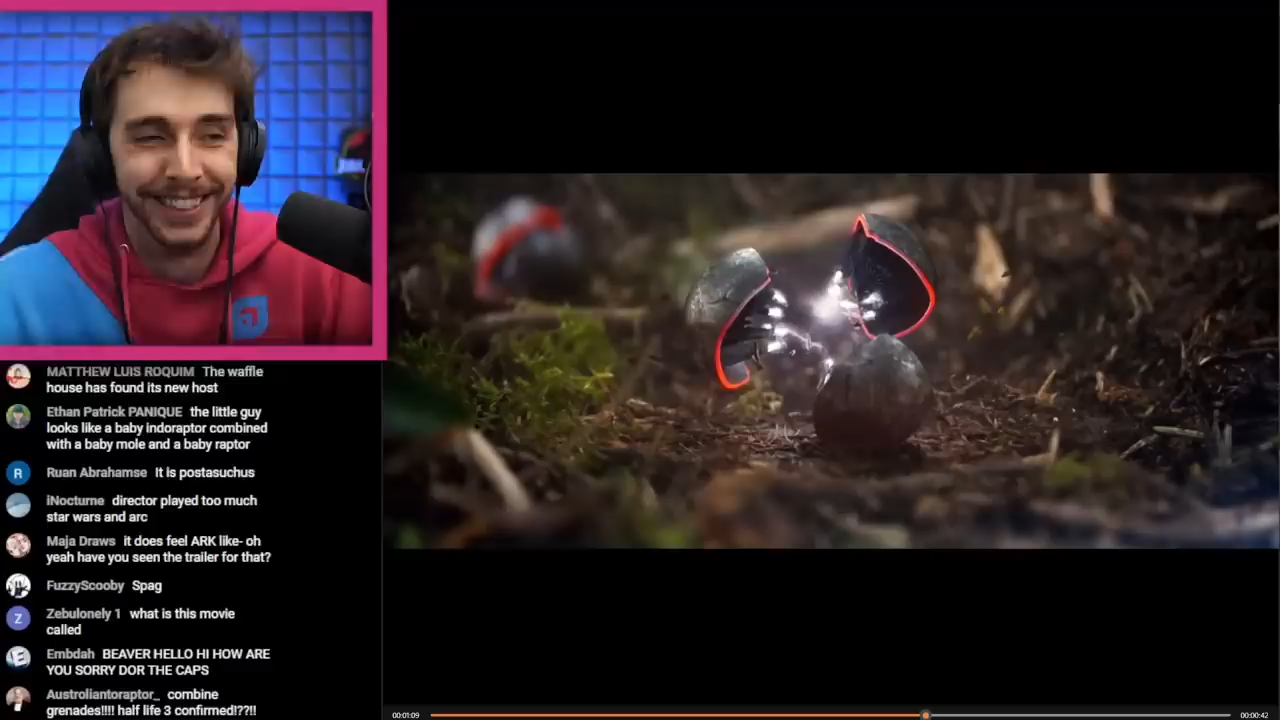 MATTHEW LUIS ROQUIM The waffle
house has found its new host
Ethan Patrick PANIQUE the little guy
looks like a baby indoraptor combined
with a baby mole and a baby raptor
R
Ruan Abrahamse It is postasuchus
iNocturne director played too much
star wars and arc
Maja Draws it does feel ARK like- oh
yeah have you seen the trailer for that?
FuzzyScooby Spag
Z
Zebulonely 1 what is this movie
called
Embdah BEAVER HELLO HI HOW ARE
YOU SORRY DOR THE CAPS
Austroliantoraptor_ combine
grenades!!!! half life 3 confirmed!??!!
00:01:09
00:00:42